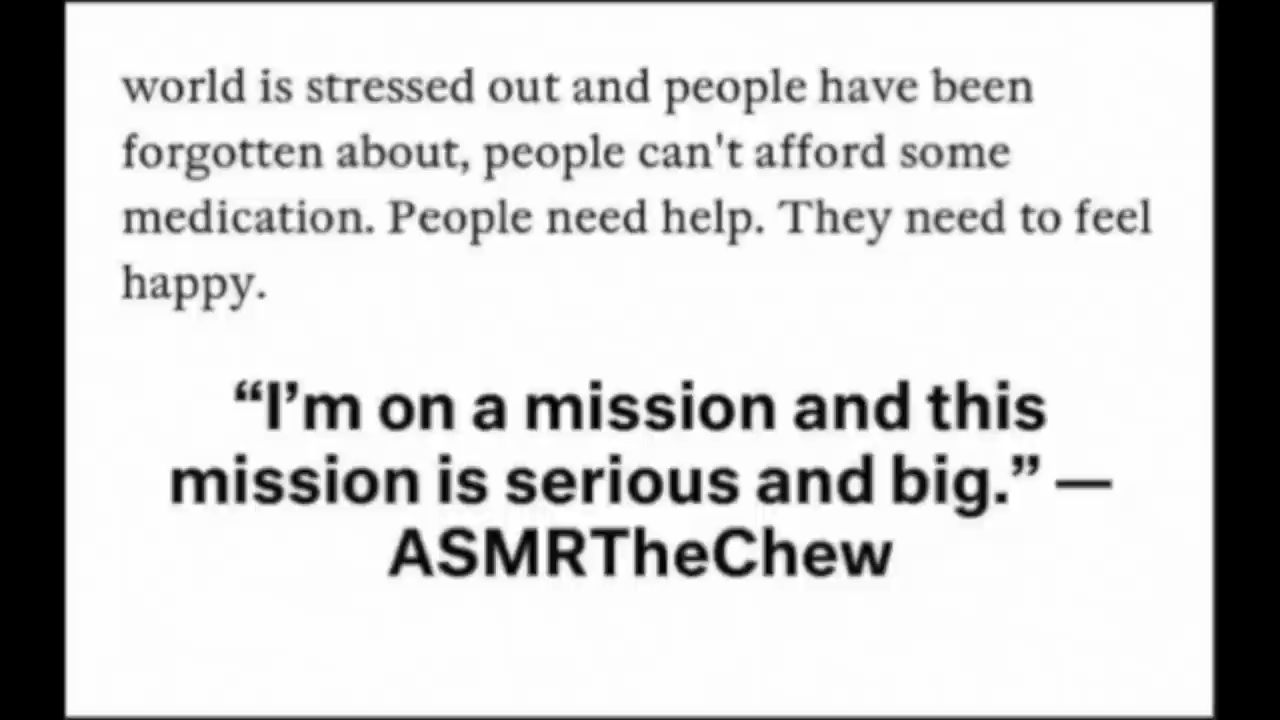 world is stressed out and people have been
forgotten about, people can't afford some
medication. People need help. They need to feel
happy.
“I’m on a mission and this
mission is serious and big.” —
ASMRTheChew